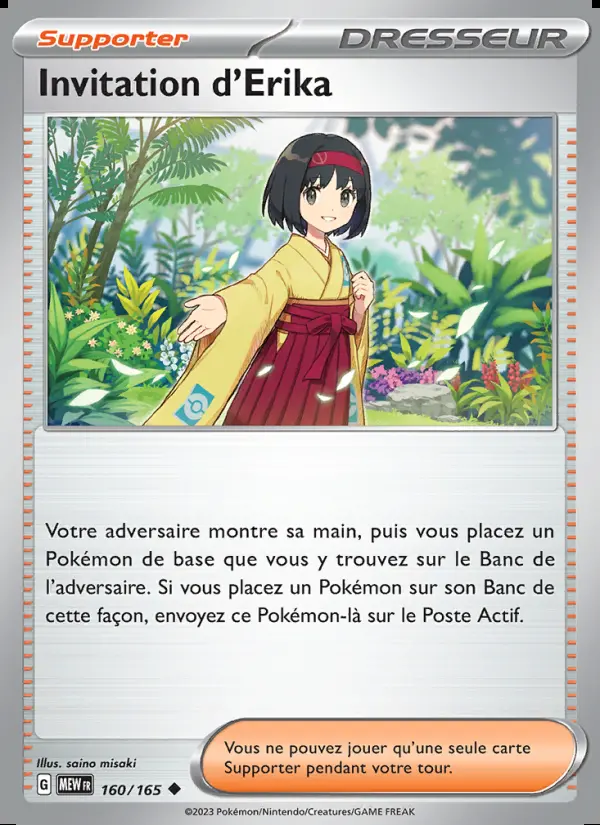 Supporter DRESSEUR
Invitation d'Erika
Votre adversaire montre sa main, puis vous placez un
Pokémon de base que vous y trouvez sur le Banc de
l'adversaire. Si vous placez un Pokémon sur son Banc de
cette façon, envoyez ce Pokémon-là sur le Poste Actif.
Illus. saino misaki
Vous ne pouvez jouer qu'une seule carte
Supporter pendant votre tour.
G MEW FR 160/165
©2023 Pokémon/Nintendo/Creatures/GAME FREAK